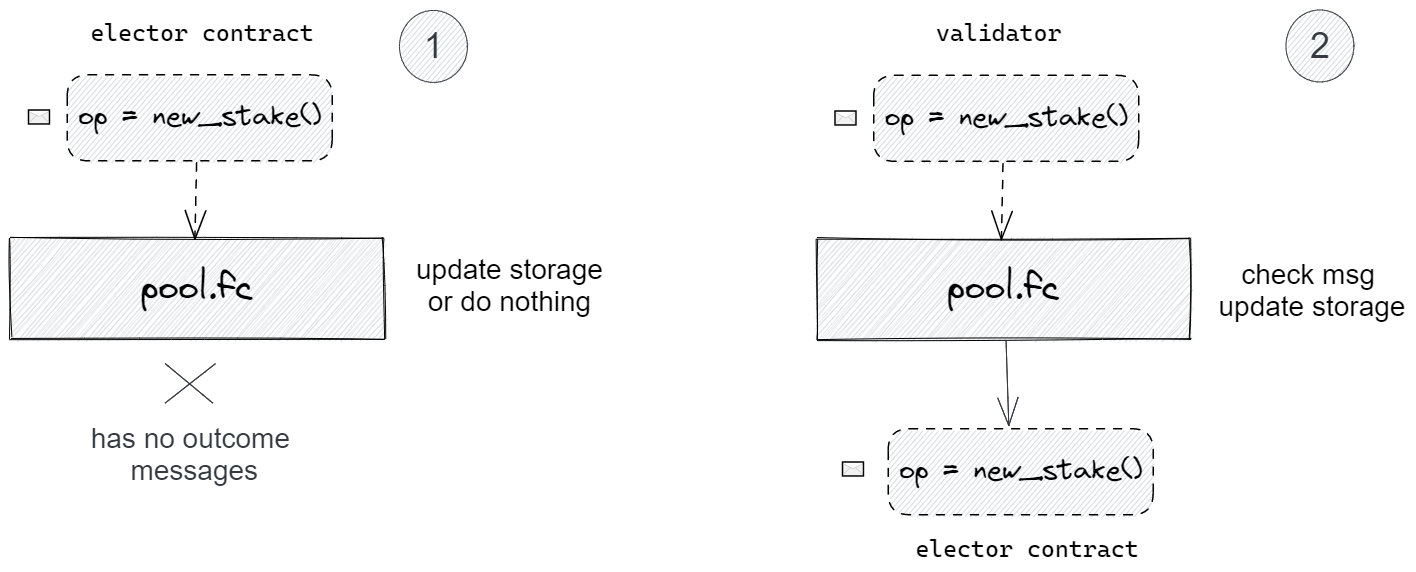 elector contract
1
op = new_stake()
pool.fc
update storage
or do nothing
has no outcome
messages
validator
2
op = new_stake()
pool.fc
check msg
update storage
op = new_stake()
elector contract